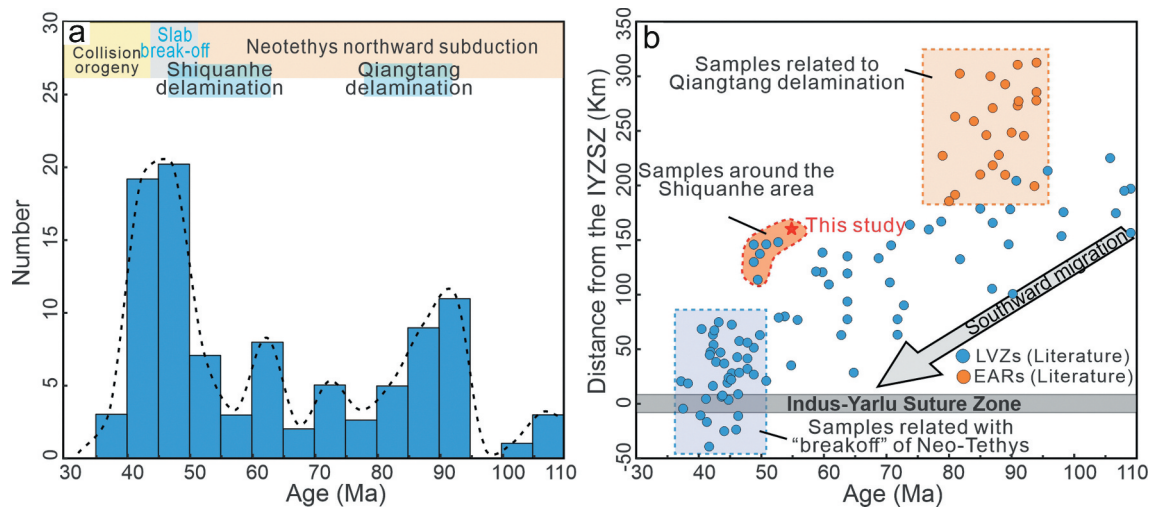 a
Collision
orogeny
Slab
break-off
Neotethys northward subduction
Shiquanhe
delamination
Qiangtang
delamination
Number
30
25
20
15
10
5
0
30 40 50 60 70 80 90 100 110
Age (Ma)
b
Distance from the IYZSZ (Km)
350
300
250
200
150
100
50
0
-50
Samples related to
Qiangtang delamination
Samples around the
Shiquanhe area
This study
Southward migration
LVZs (Literature)
EARs (Literature)
Indus-Yarlu Suture Zone
Samples related with
“breakoff” of Neo-Tethys
30 40 50 60 70 80 90 100 110
Age (Ma)